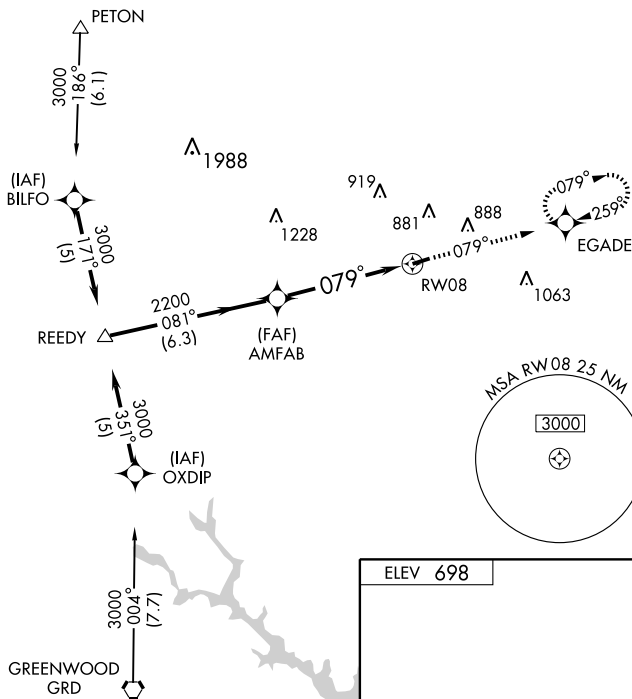 PETON
3000
186°
(6.1)
(IAF)
BILFO
1988
919
881
888
079°
259°
EGADE
1228
3000
171°
(5)
079°
079°
RW08
1063
2200
081°
(6.3)
REEDY
(FAF)
AMFAB
MSA RW08 25 NM
3000
3000
351°
(5)
(IAF)
OXDIP
ELEV 698
3000
004°
(7.7)
GREENWOOD
GRD